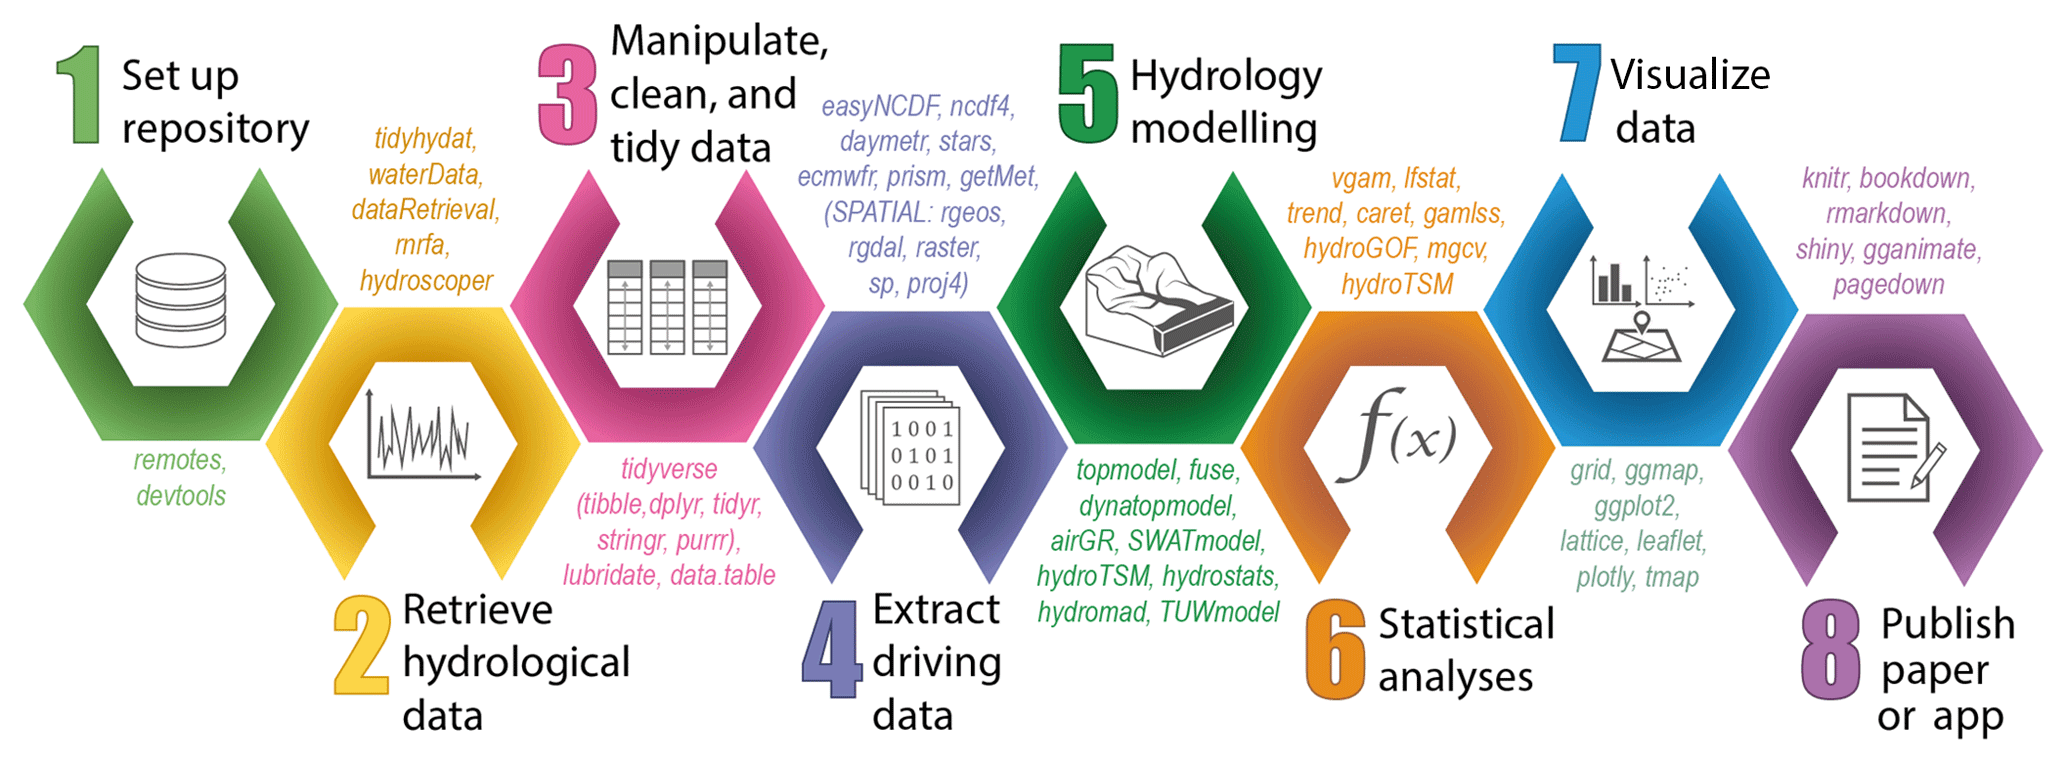 1
Set up
repository
remotes,
devtools
tidyhydat,
waterData,
dataRetrieval,
rnrfa,
hydroscoper
2
Retrieve
hydrological
data
3
Manipulate,
clean, and
tidy data
tidyverse
(tibble,dplyr, tidyr,
stringr, purrr),
lubridate, data.table
easyNCDF, ncdf4,
daymetr, stars,
ecmwfr, prism, getMet,
(SPATIAL: rgeos,
rgdal, raster,
sp, proj4)
1001
0101
0010
4
Extract
driving
data
5
Hydrology
modelling
topmodel, fuse,
dynatopmodel,
airGR, SWATmodel,
hydroTSM, hydrostats,
hydromad, TUWmodel
vgam, lfstat,
trend, caret, gamlss,
hydroGOF, mgcv,
hydroTSM
f(x)
6
Statistical
analyses
7
Visualize
data
grid, ggmap,
ggplot2,
lattice, leaflet,
plotly, tmap
knitr, bookdown,
rmarkdown,
shiny, gganimate,
pagedown
8
Publish
paper
or app